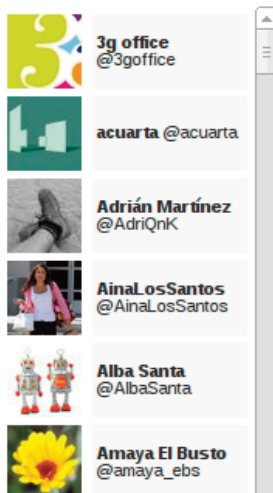 3g office
@3goffice
acuarta @acuarta
Adrián Martínez
@AdriQnK
AinaLosSantos
@AinaLosSantos
Alba Santa
@AlbaSanta
Amaya El Busto
@amaya_ebs